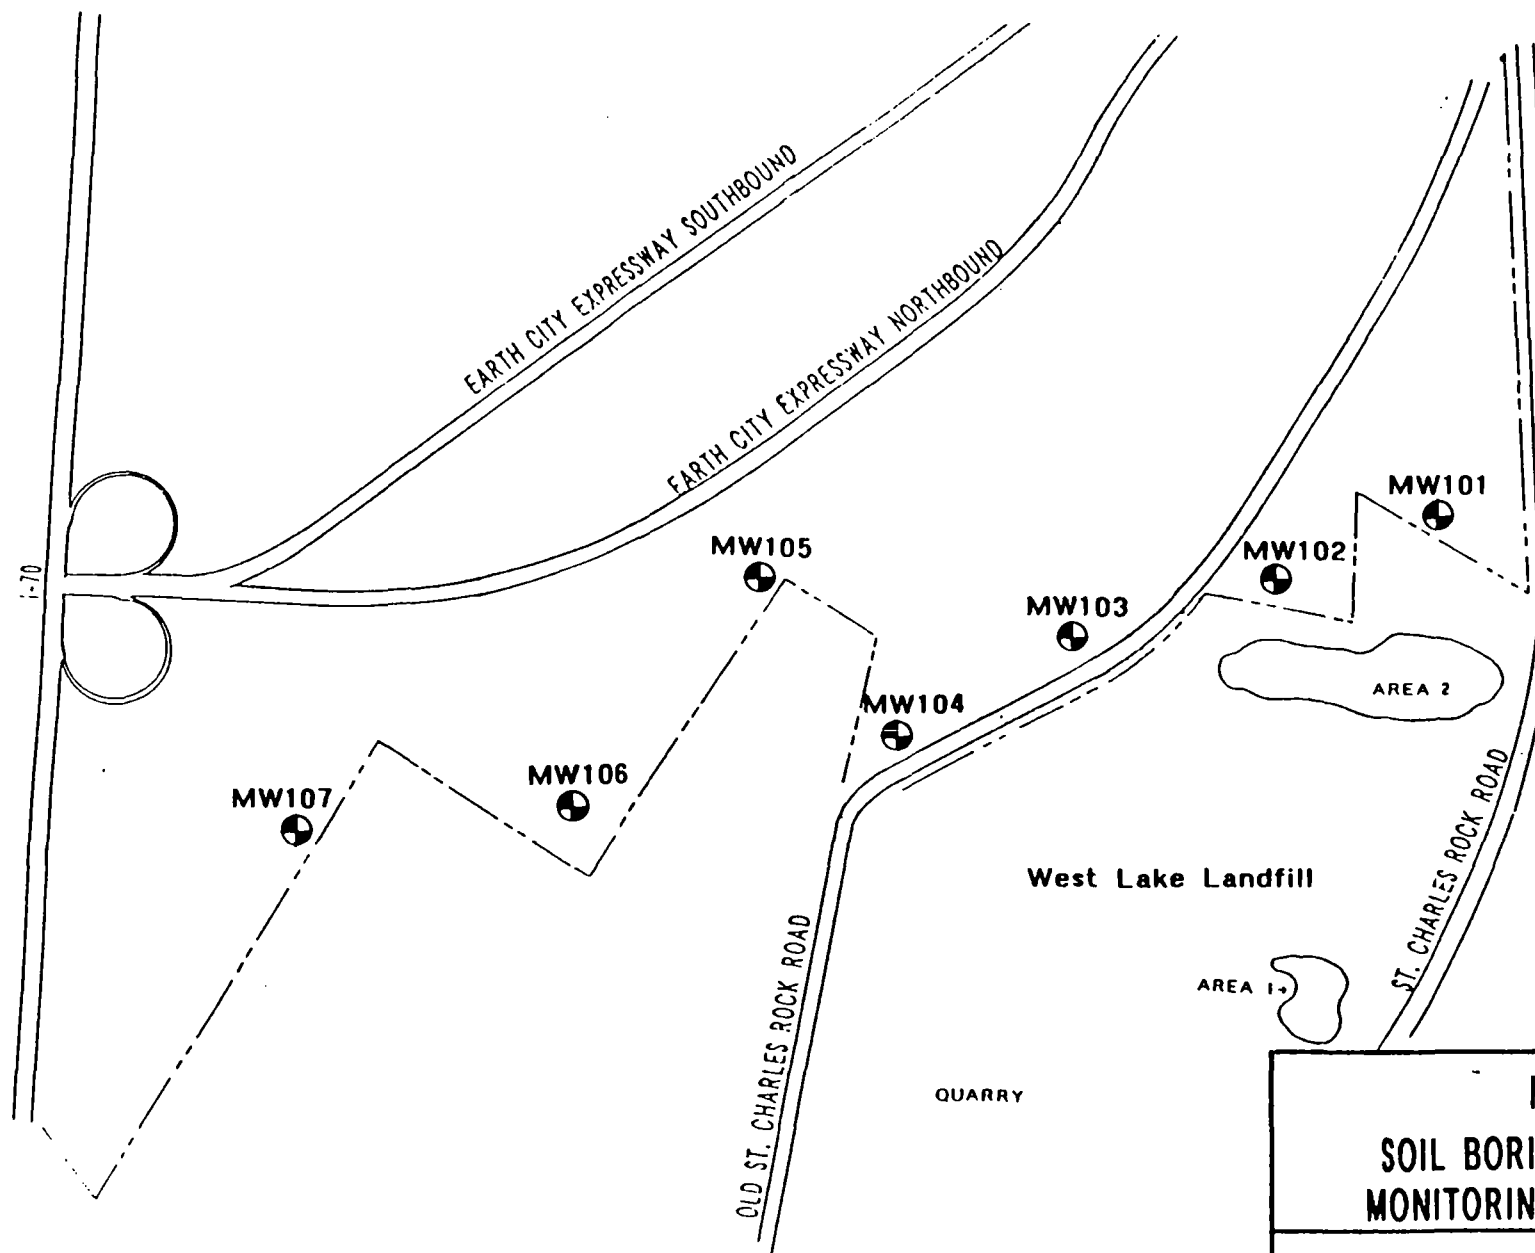 EARTH CITY EXPRESSWAY SOUTHBOUND
EARTH CITY EXPRESSWAY NORTHBOUND
MW101
MW105
MW102
I-70
MW103
AREA 2
MW104
MW106
MW107
West Lake Landfill
ST. CHARLES ROCK ROAD
OLD ST. CHARLES ROCK ROAD
AREA 1
QUARRY
SOIL BORI
MONITORIN